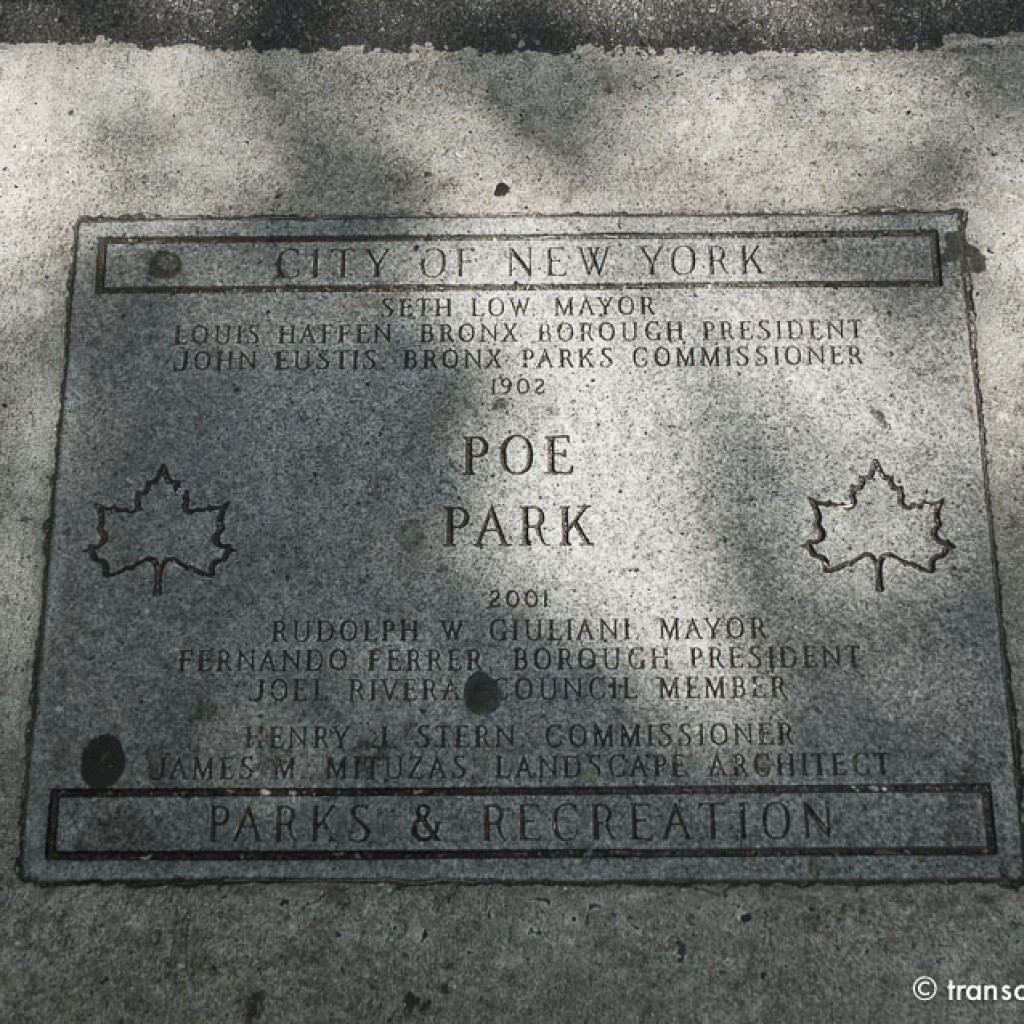 CITY OF NEW YORK
SETH LOW, MAYOR
LOUIS HAFFEN, BRONX BOROUGH PRESIDENT
JOHN EUSTIS, BRONX PARKS COMMISSIONER
1902
POE
PARK
2001
RUDOLPH W. GIULIANI, MAYOR
FERNANDO FERRER, BOROUGH PRESIDENT
JOEL RIVERA COUNCIL MEMBER
HENRY J. STERN, COMMISSIONER
JAMES M. MITUZAS, LANDSCAPE ARCHITECT
PARKS & RECREATION
©